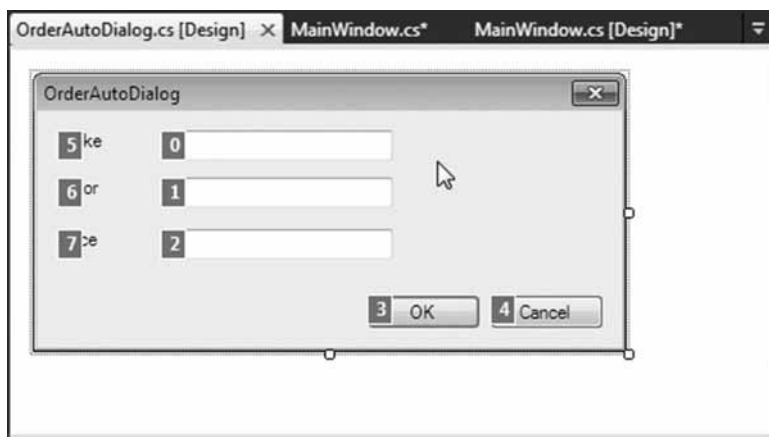 OrderAutoDialog.cs [Design] MainWindow.cs* MainWindow.cs [Design]*
OrderAutoDialog
5 ke 0
6 or 1
7 ce 2
3 OK 4 Cancel